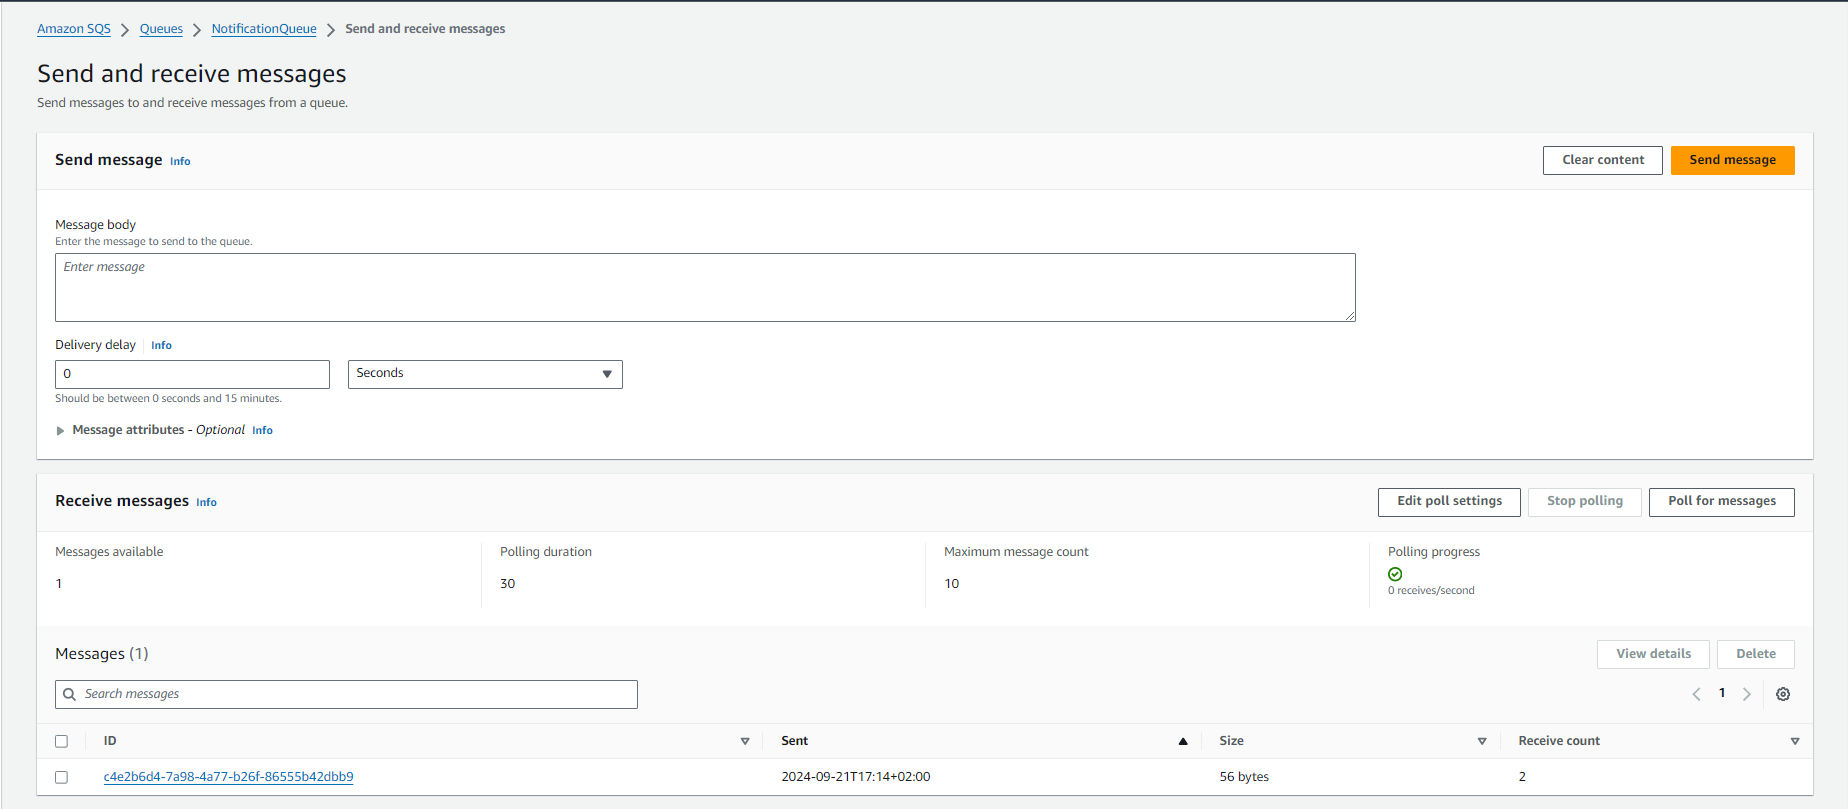 Amazon SQS > Queues > NotificationQueue > Send and receive messages
Send and receive messages
Send messages to and receive messages from a queue.
Send message Info Clear content Send message
Message body
Enter the message to send to the queue.
Enter message
Delivery delay Info
0 Seconds
Should be between 0 seconds and 15 minutes.
Message attributes - Optional Info
Receive messages Info Edit poll settings Stop polling Poll for messages
Messages available Polling duration Maximum message count Polling progress
1 30 10
0 receives/second
Messages (1) View details Delete
Search messages 1
ID Sent Size Receive count
c4e2b6d4-7a98-4a77-b26f-86555b42dbb9 2024-09-21T17:14+02:00 56 bytes 2